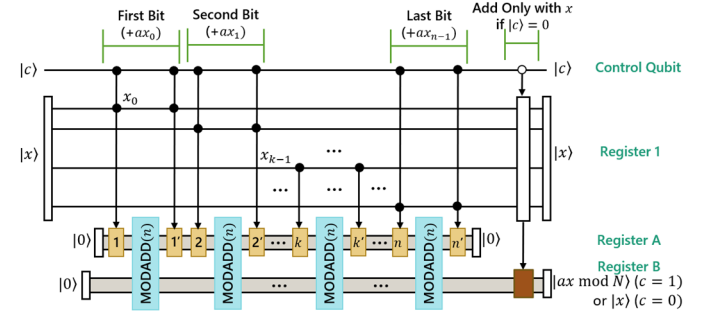 First Bit
(+ax₀)
Second Bit
(+ax₁)
Last Bit
(+axₙ₋₁)
Add Only with x
if |c⟩ = 0
|c⟩
|c⟩
Control Qubit
x₀
|x⟩
xₖ₋₁
...
...
...
...
|x⟩
Register 1
|0⟩
1
MODADD(n)
1′
2
MODADD(n)
2′
...
k
MODADD(n)
k′
...
n
MODADD(n)
n′
|0⟩
Register A
Register B
|0⟩
...
...
|ax mod N⟩ (c = 1)
or |x⟩ (c = 0)